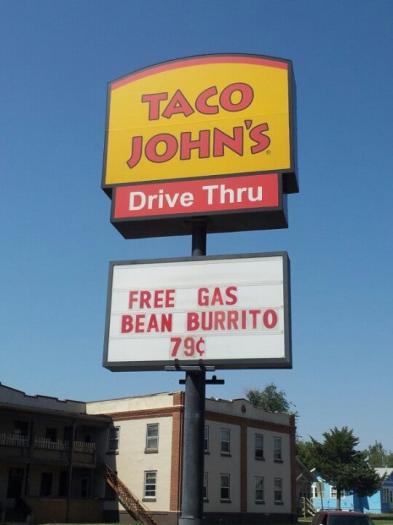 TACO
JOHN'S
Drive Thru
FREE GAS
BEAN BURRITO
79¢